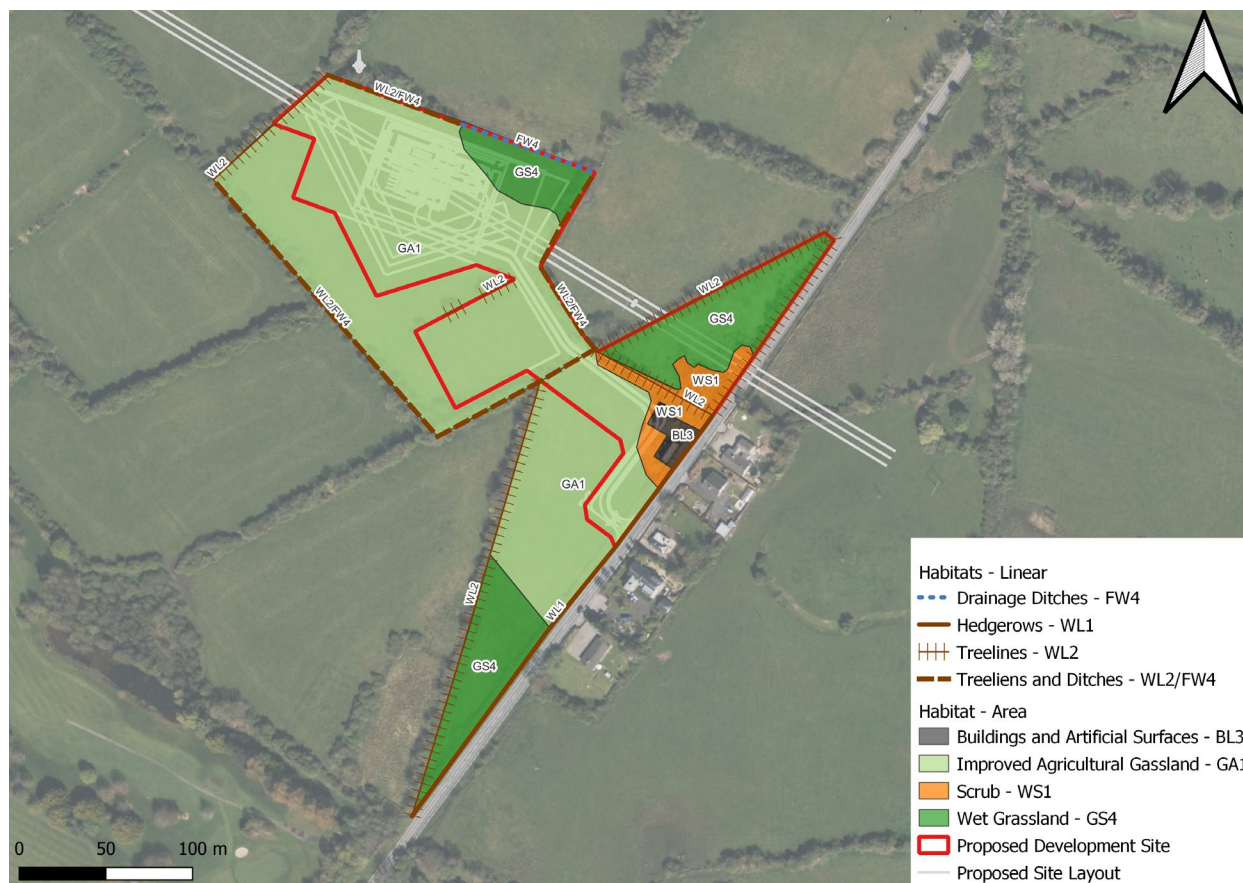 WL2/FW4
FW4
WL2
GS4
GA1
WL2
WL2
GS4
WL2/FW4
WL2/FW4
WS1
WL2
WS1
BL3
GA1
WL2
WL1
GS4
Habitats - Linear
Drainage Ditches - FW4
Hedgerows - WL1
Treelines - WL2
Treeliens and Ditches - WL2/FW4
Habitat - Area
Buildings and Artificial Surfaces - BL3
Improved Agricultural Gassland - GA1
Scrub - WS1
Wet Grassland - GS4
Proposed Development Site
Proposed Site Layout
0 50 100 m